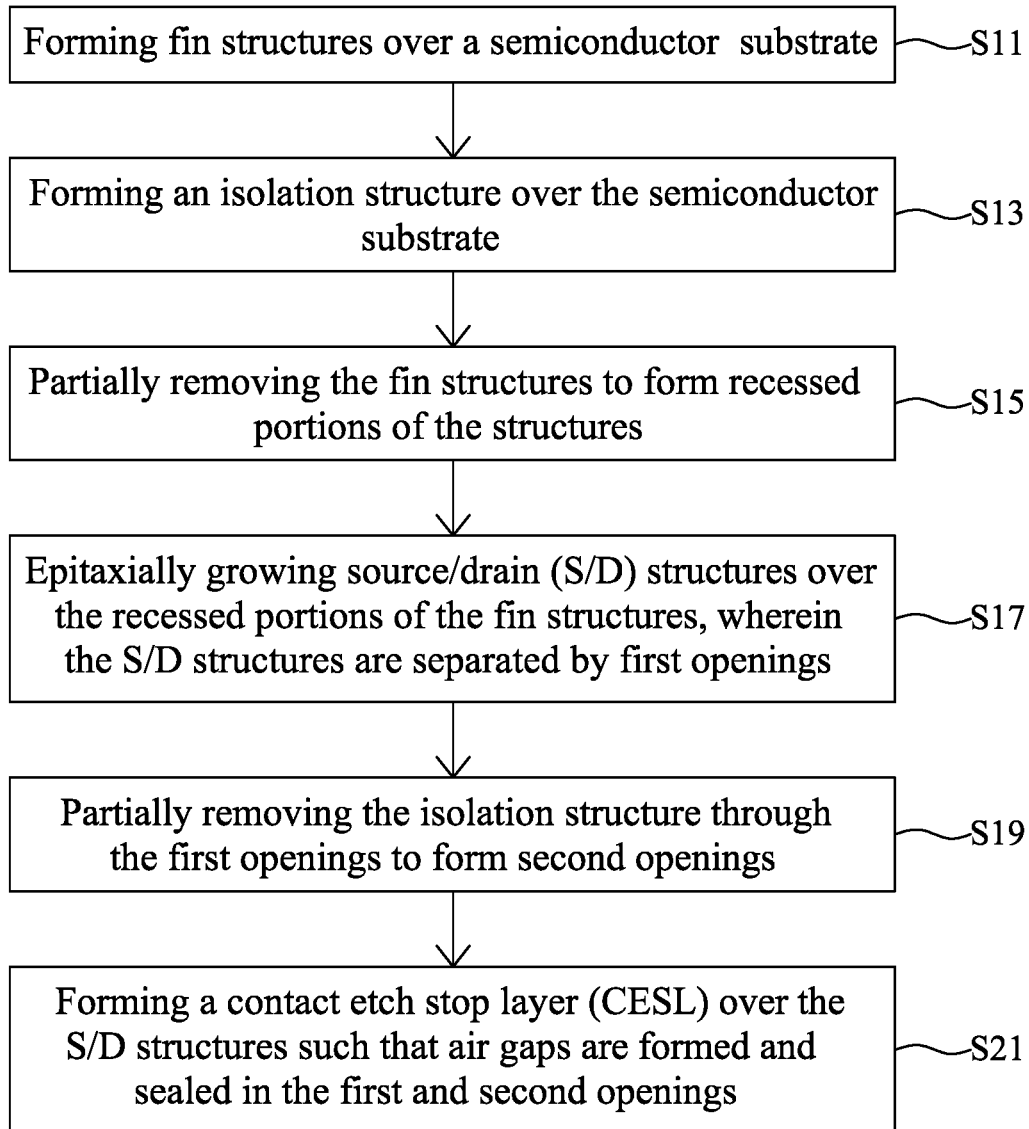 Forming fin structures over a semiconductor substrate
S11
Forming an isolation structure over the semiconductor
substrate
S13
Partially removing the fin structures to form recessed
portions of the structures
S15
Epitaxially growing source/drain (S/D) structures over
the recessed portions of the fin structures, wherein
the S/D structures are separated by first openings
S17
Partially removing the isolation structure through
the first openings to form second openings
S19
Forming a contact etch stop layer (CESL) over the
S/D structures such that air gaps are formed and
sealed in the first and second openings
S21